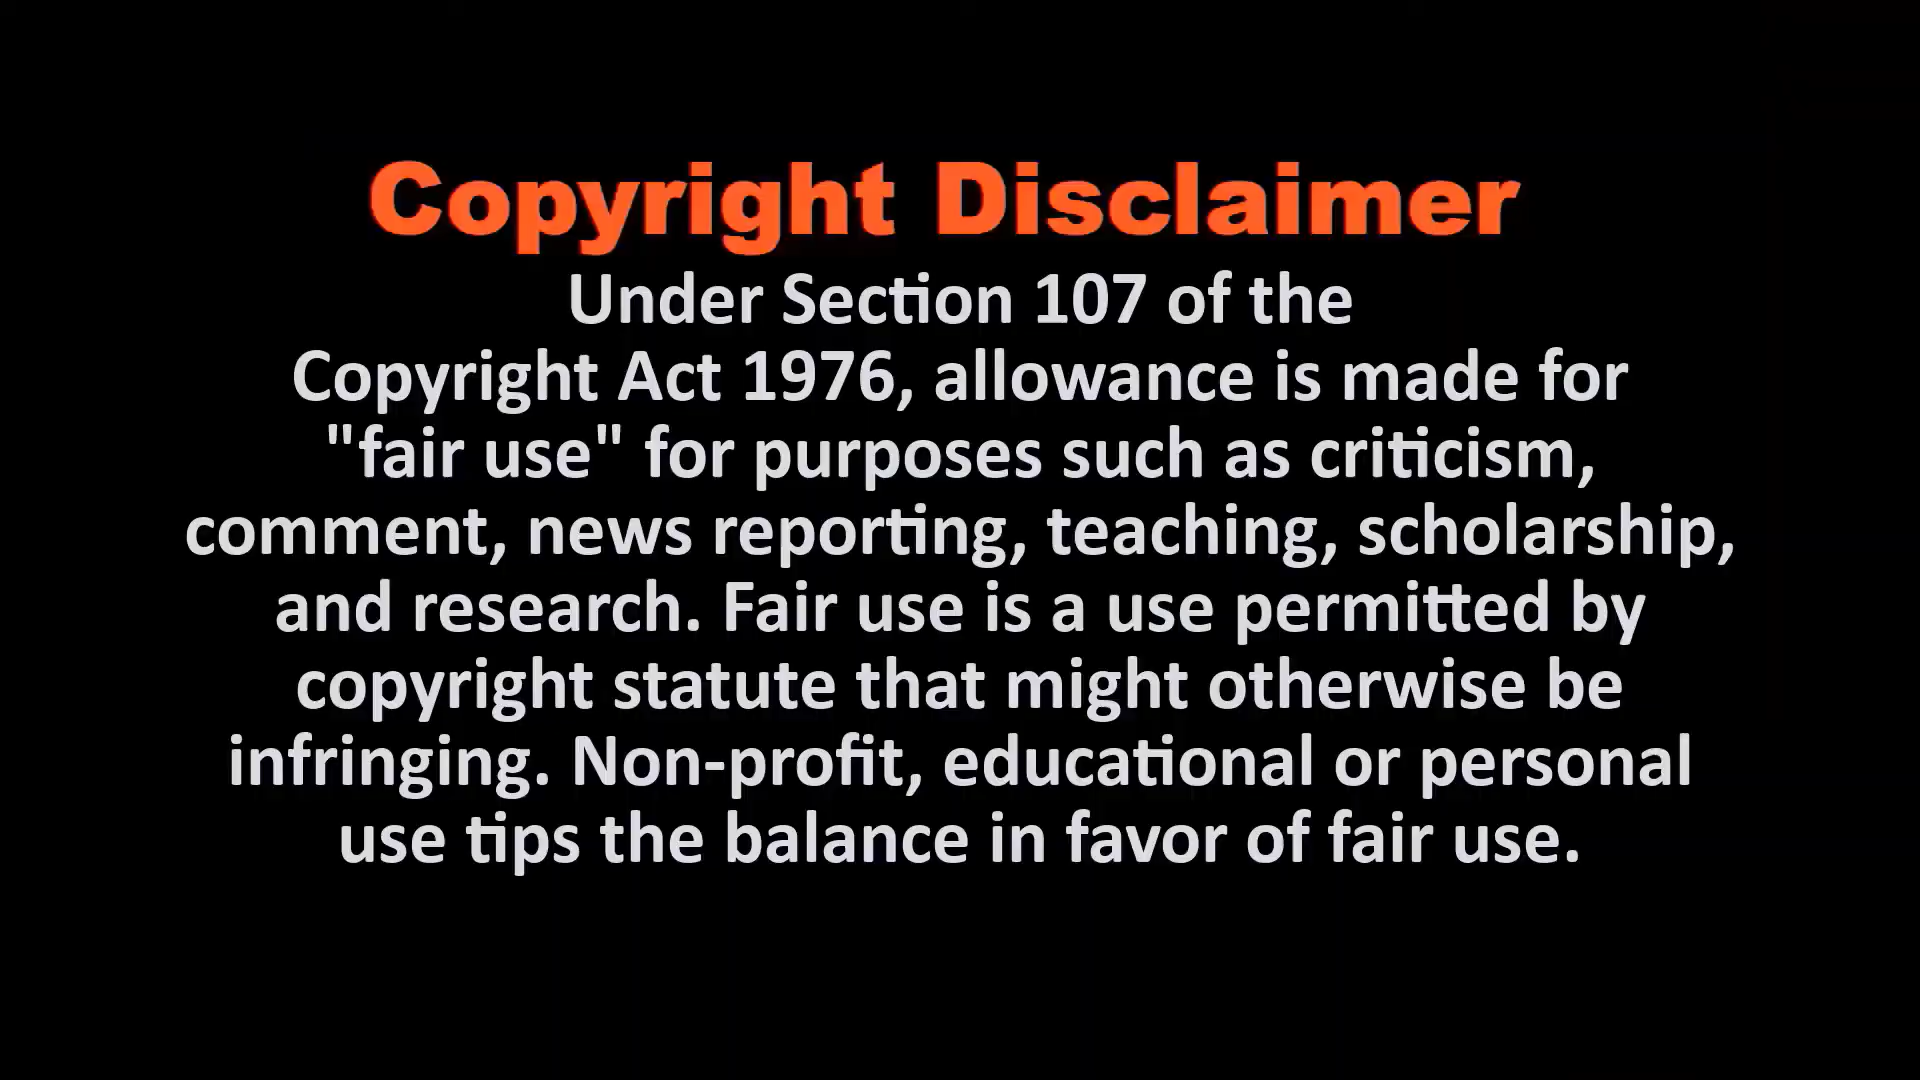 Copyright Disclaimer
Under Section 107 of the
Copyright Act 1976, allowance is made for
"fair use" for purposes such as criticism,
comment, news reporting, teaching, scholarship,
and research. Fair use is a use permitted by
copyright statute that might otherwise be
infringing. Non-profit, educational or personal
use tips the balance in favor of fair use.